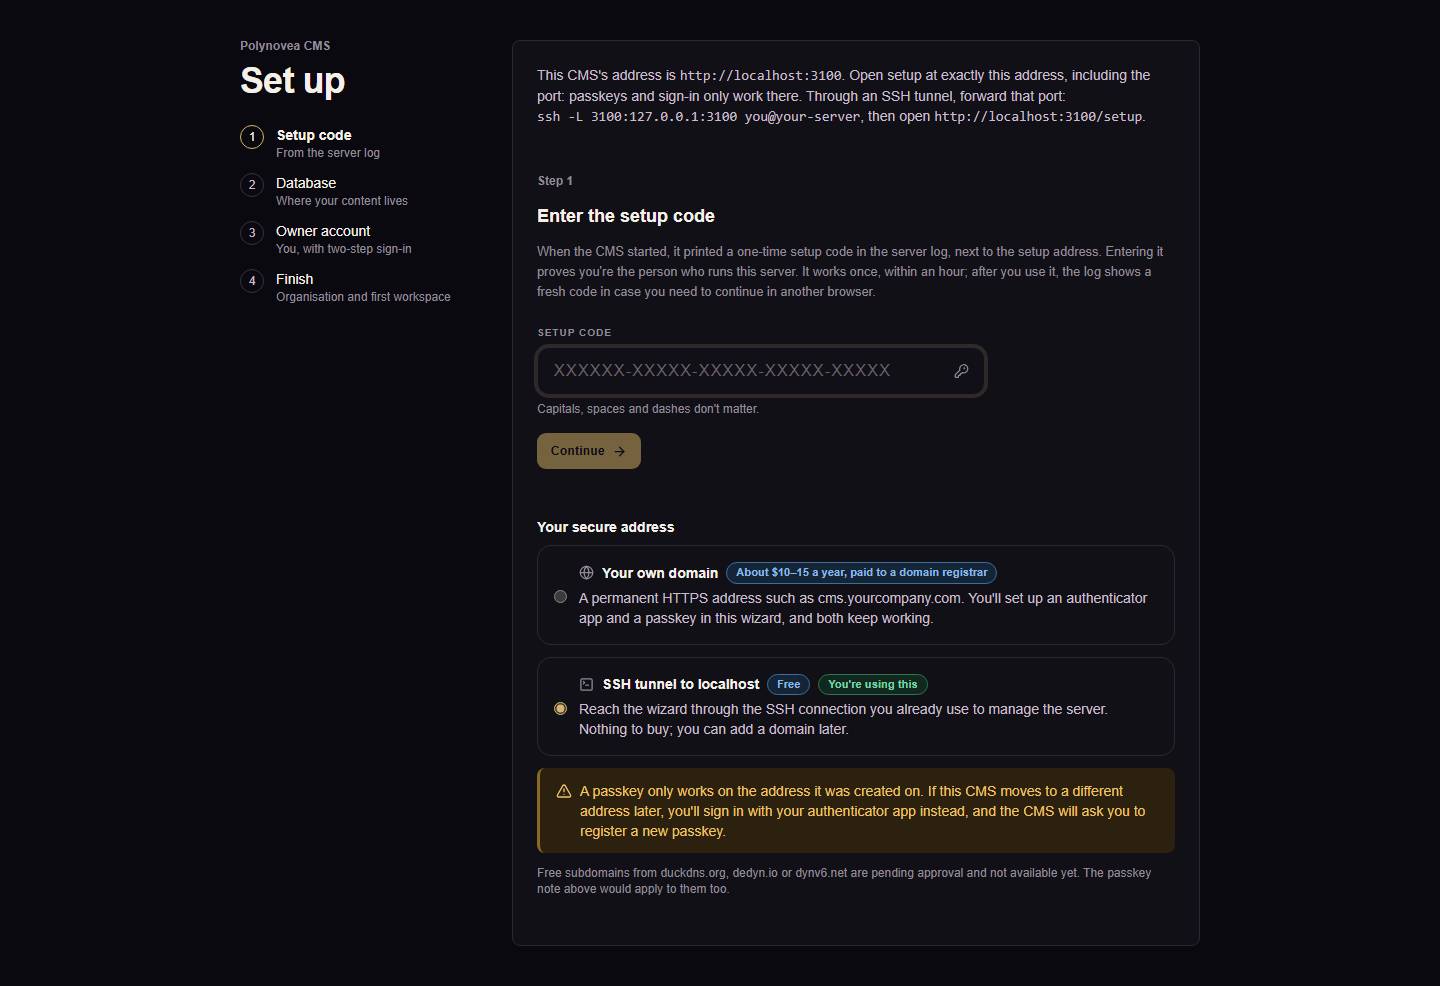 Polynovea CMS
Set up
1 Setup code
From the server log
2 Database
Where your content lives
3 Owner account
You, with two-step sign-in
4 Finish
Organisation and first workspace
This CMS's address is http://localhost:3100. Open setup at exactly this address, including the
port: passkeys and sign-in only work there. Through an SSH tunnel, forward that port:
ssh -L 3100:127.0.0.1:3100 you@your-server, then open http://localhost:3100/setup.
Step 1
Enter the setup code
When the CMS started, it printed a one-time setup code in the server log, next to the setup address. Entering it
proves you're the person who runs this server. It works once, within an hour; after you use it, the log shows a
fresh code in case you need to continue in another browser.
SETUP CODE
XXXXXX-XXXXX-XXXXX-XXXXX-XXXXX
Capitals, spaces and dashes don't matter.
Continue →
Your secure address
Your own domain About $10–15 a year, paid to a domain registrar
A permanent HTTPS address such as cms.yourcompany.com. You'll set up an authenticator
app and a passkey in this wizard, and both keep working.
SSH tunnel to localhost Free You're using this
Reach the wizard through the SSH connection you already use to manage the server.
Nothing to buy; you can add a domain later.
A passkey only works on the address it was created on. If this CMS moves to a different
address later, you'll sign in with your authenticator app instead, and the CMS will ask you to
register a new passkey.
Free subdomains from duckdns.org, dedyn.io or dynv6.net are pending approval and not available yet. The passkey
note above would apply to them too.